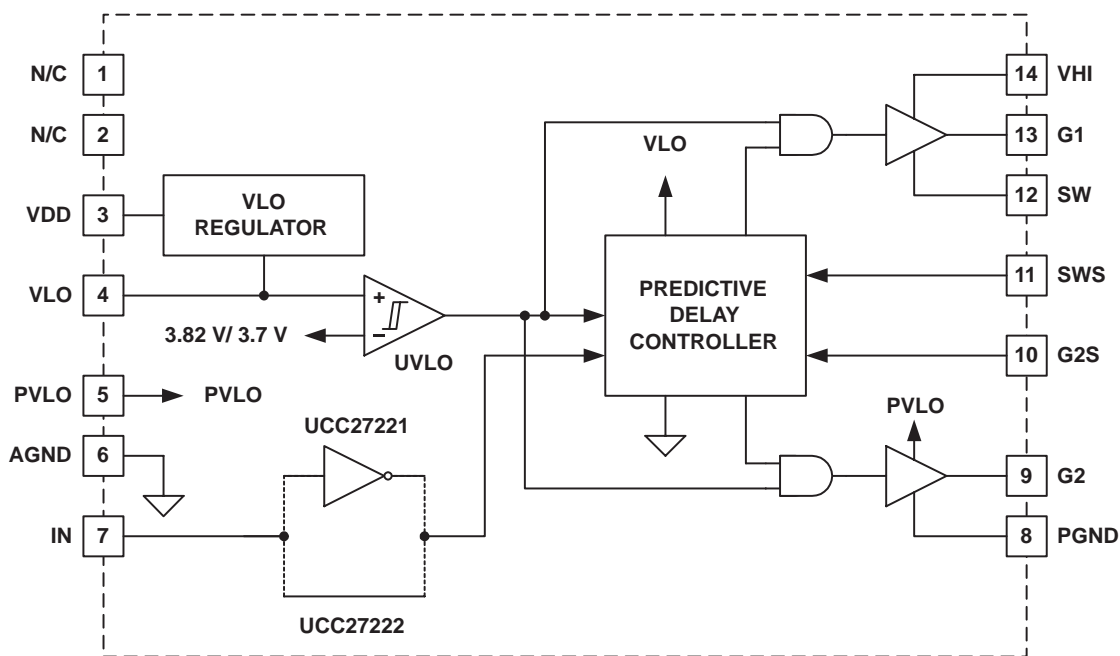 N/C 1
N/C 2
VDD 3
VLO 4
PVLO 5
AGND 6
IN 7
VLO
REGULATOR
3.82 V/ 3.7 V
+
–
UVLO
PVLO
UCC27221
UCC27222
VLO
PREDICTIVE
DELAY
CONTROLLER
PVLO
14 VHI
13 G1
12 SW
11 SWS
10 G2S
9 G2
8 PGND